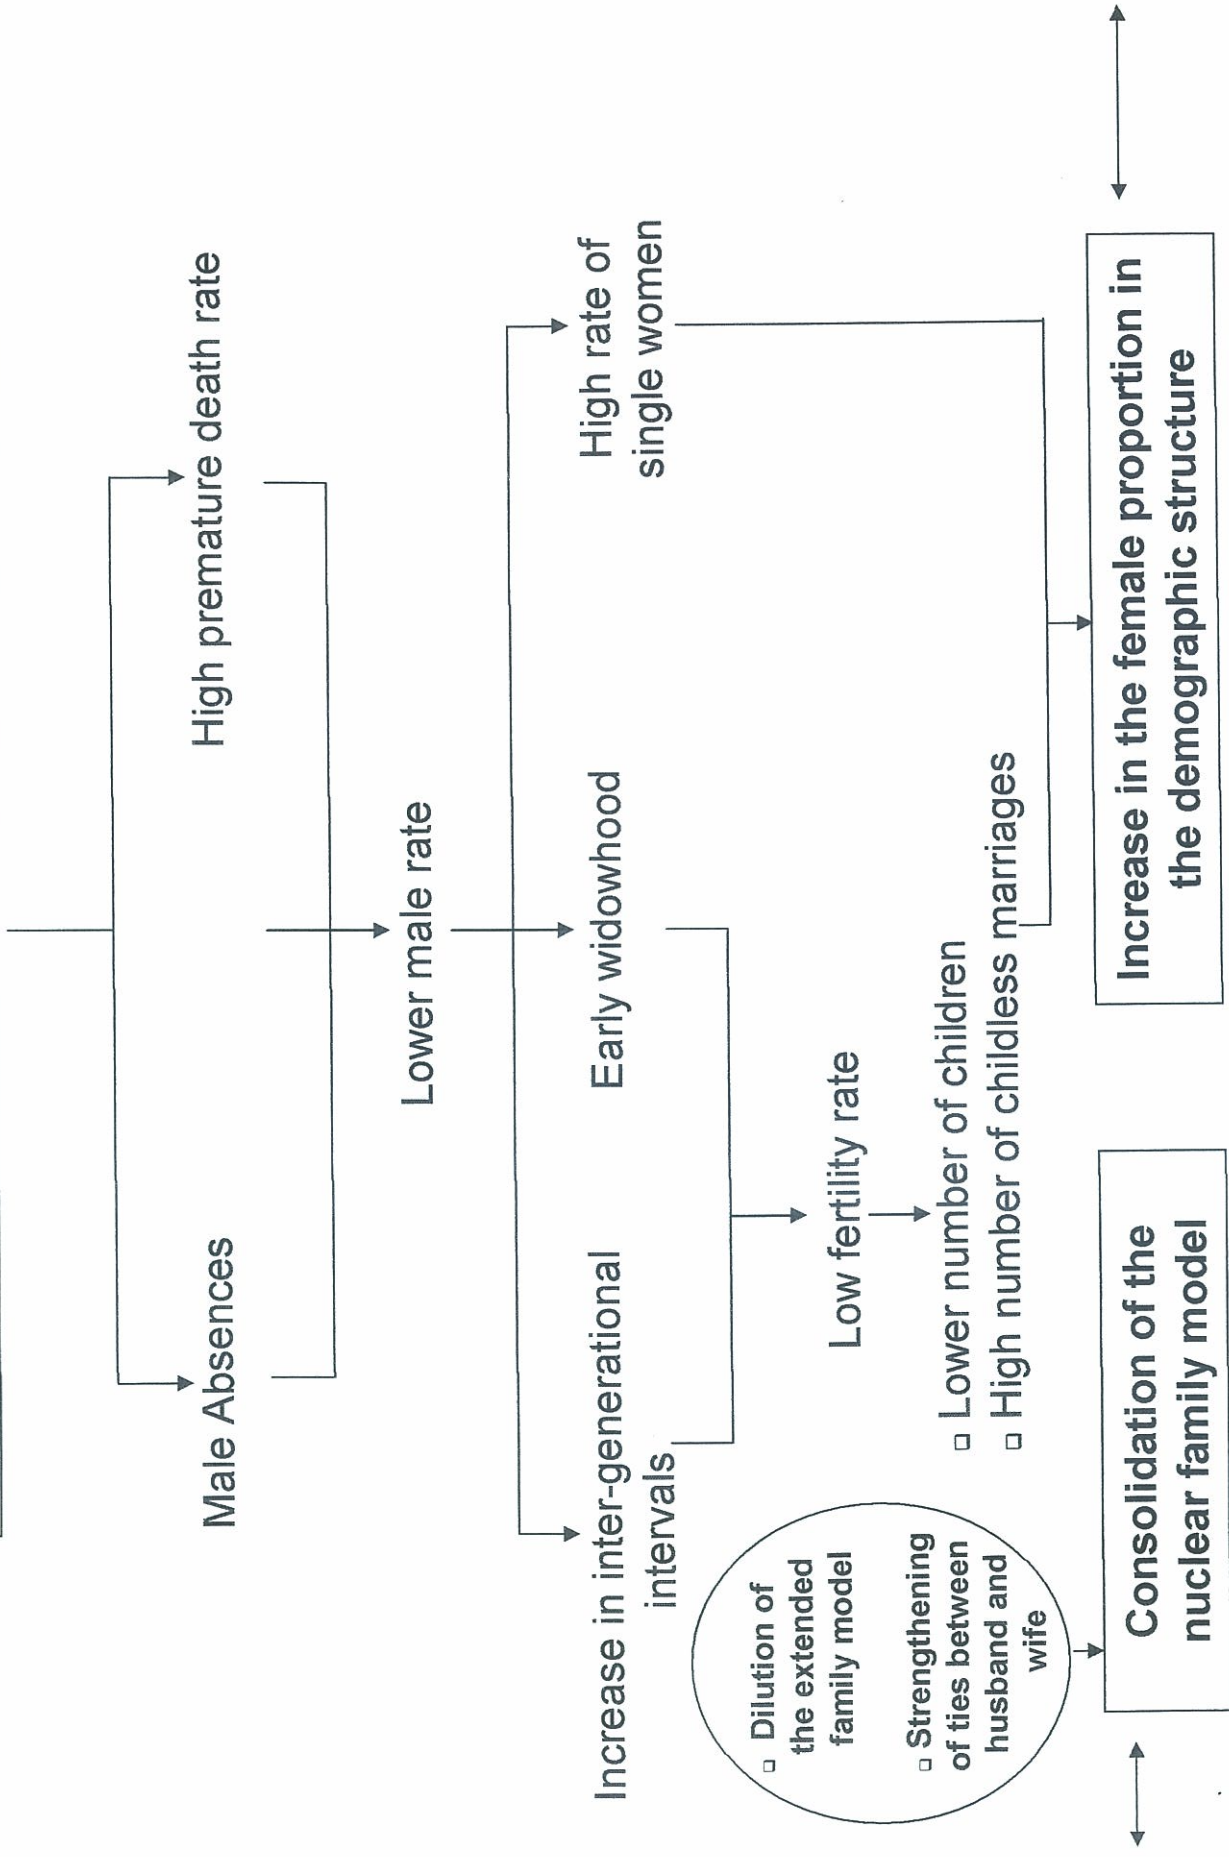 Male Absences
High premature death rate
Lower male rate
Increase in inter-generational
intervals
Early widowhood
High rate of
single women
Low fertility rate
Lower number of children
High number of childless marriages
Dilution of
the extended
family model
Strengthening
of ties between
husband and
wife
Consolidation of the
nuclear family model
Increase in the female proportion in
the demographic structure